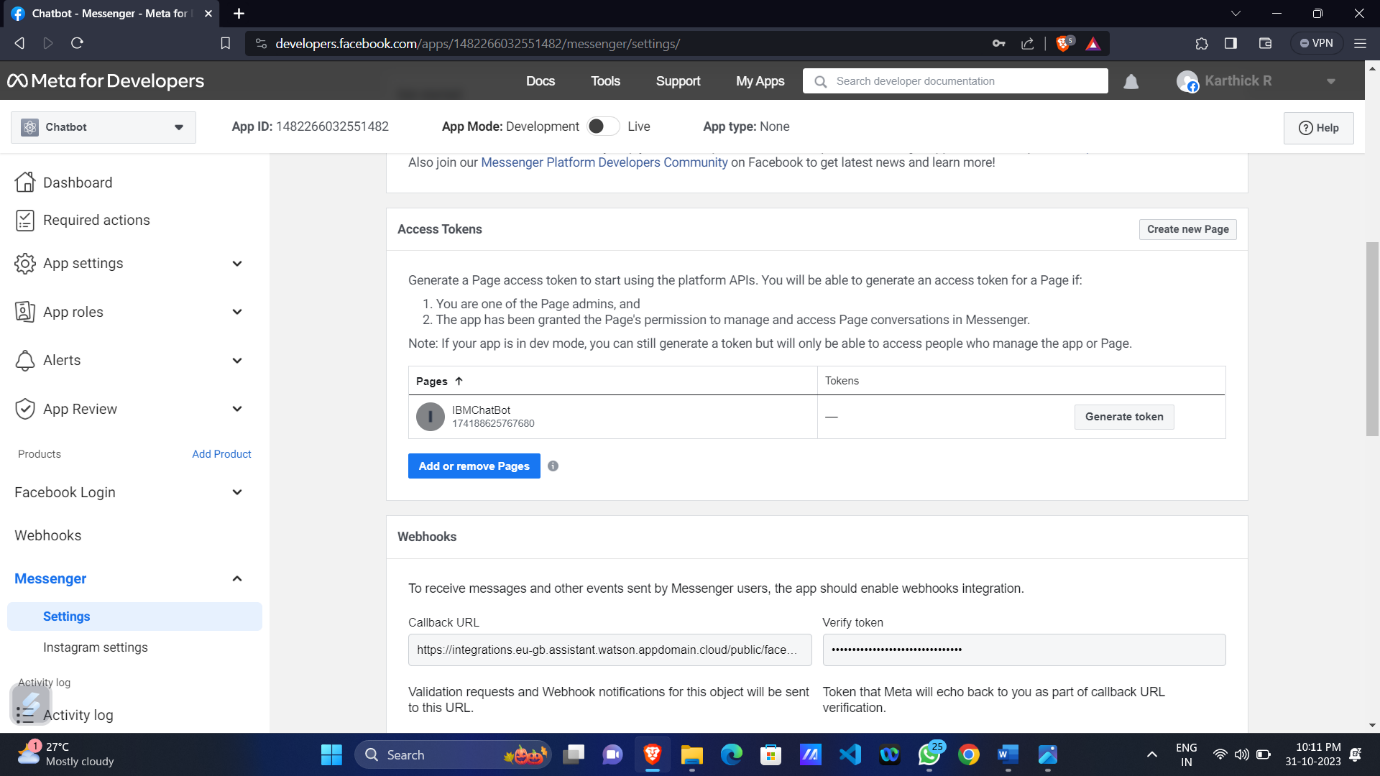 Chatbot - Messenger - Meta for
developers.facebook.com/apps/1482266032551482/messenger/settings/
5
VPN
Meta for Developers
Docs
Tools
Support
My Apps
Search developer documentation
Karthick R
Chatbot
App ID: 1482266032551482
App Mode: Development
Live
App type: None
Help
Also join our Messenger Platform Developers Community on Facebook to get latest news and learn more!
Dashboard
Required actions
App settings
App roles
Alerts
App Review
Products
Add Product
Facebook Login
Webhooks
Messenger
Settings
Instagram settings
Activity log
Activity log
Access Tokens
Create new Page
Generate a Page access token to start using the platform APIs. You will be able to generate an access token for a Page if:
1. You are one of the Page admins, and
2. The app has been granted the Page's permission to manage and access Page conversations in Messenger.
Note: If your app is in dev mode, you can still generate a token but will only be able to access people who manage the app or Page.
Pages ↑
Tokens
I
IBMChatBot
174188625767680
—
Generate token
Add or remove Pages
Webhooks
To receive messages and other events sent by Messenger users, the app should enable webhooks integration.
Callback URL
Verify token
https://integrations.eu-gb.assistant.watson.appdomain.cloud/public/face...
••••••••••••••••••••••••••••••••
Validation requests and Webhook notifications for this object will be sent
to this URL.
Token that Meta will echo back to you as part of callback URL
verification.
1
27°C
Mostly cloudy
Search
25
ENG
IN
10:11 PM
31-10-2023